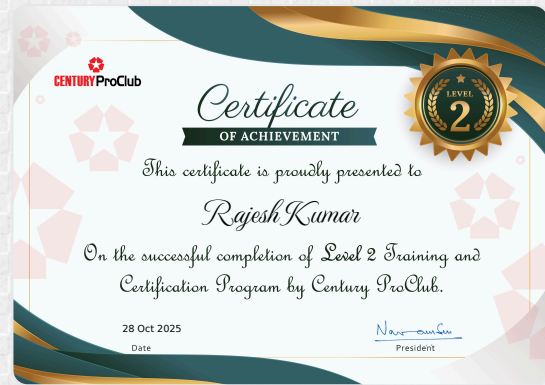 CENTURY ProClub
LEVEL
2
Certificate
OF ACHIEVEMENT
This certificate is proudly presented to
Rajesh Kumar
On the successful completion of Level 2 Training and
Certification Program by Century ProClub.
28 Oct 2025
Date
President